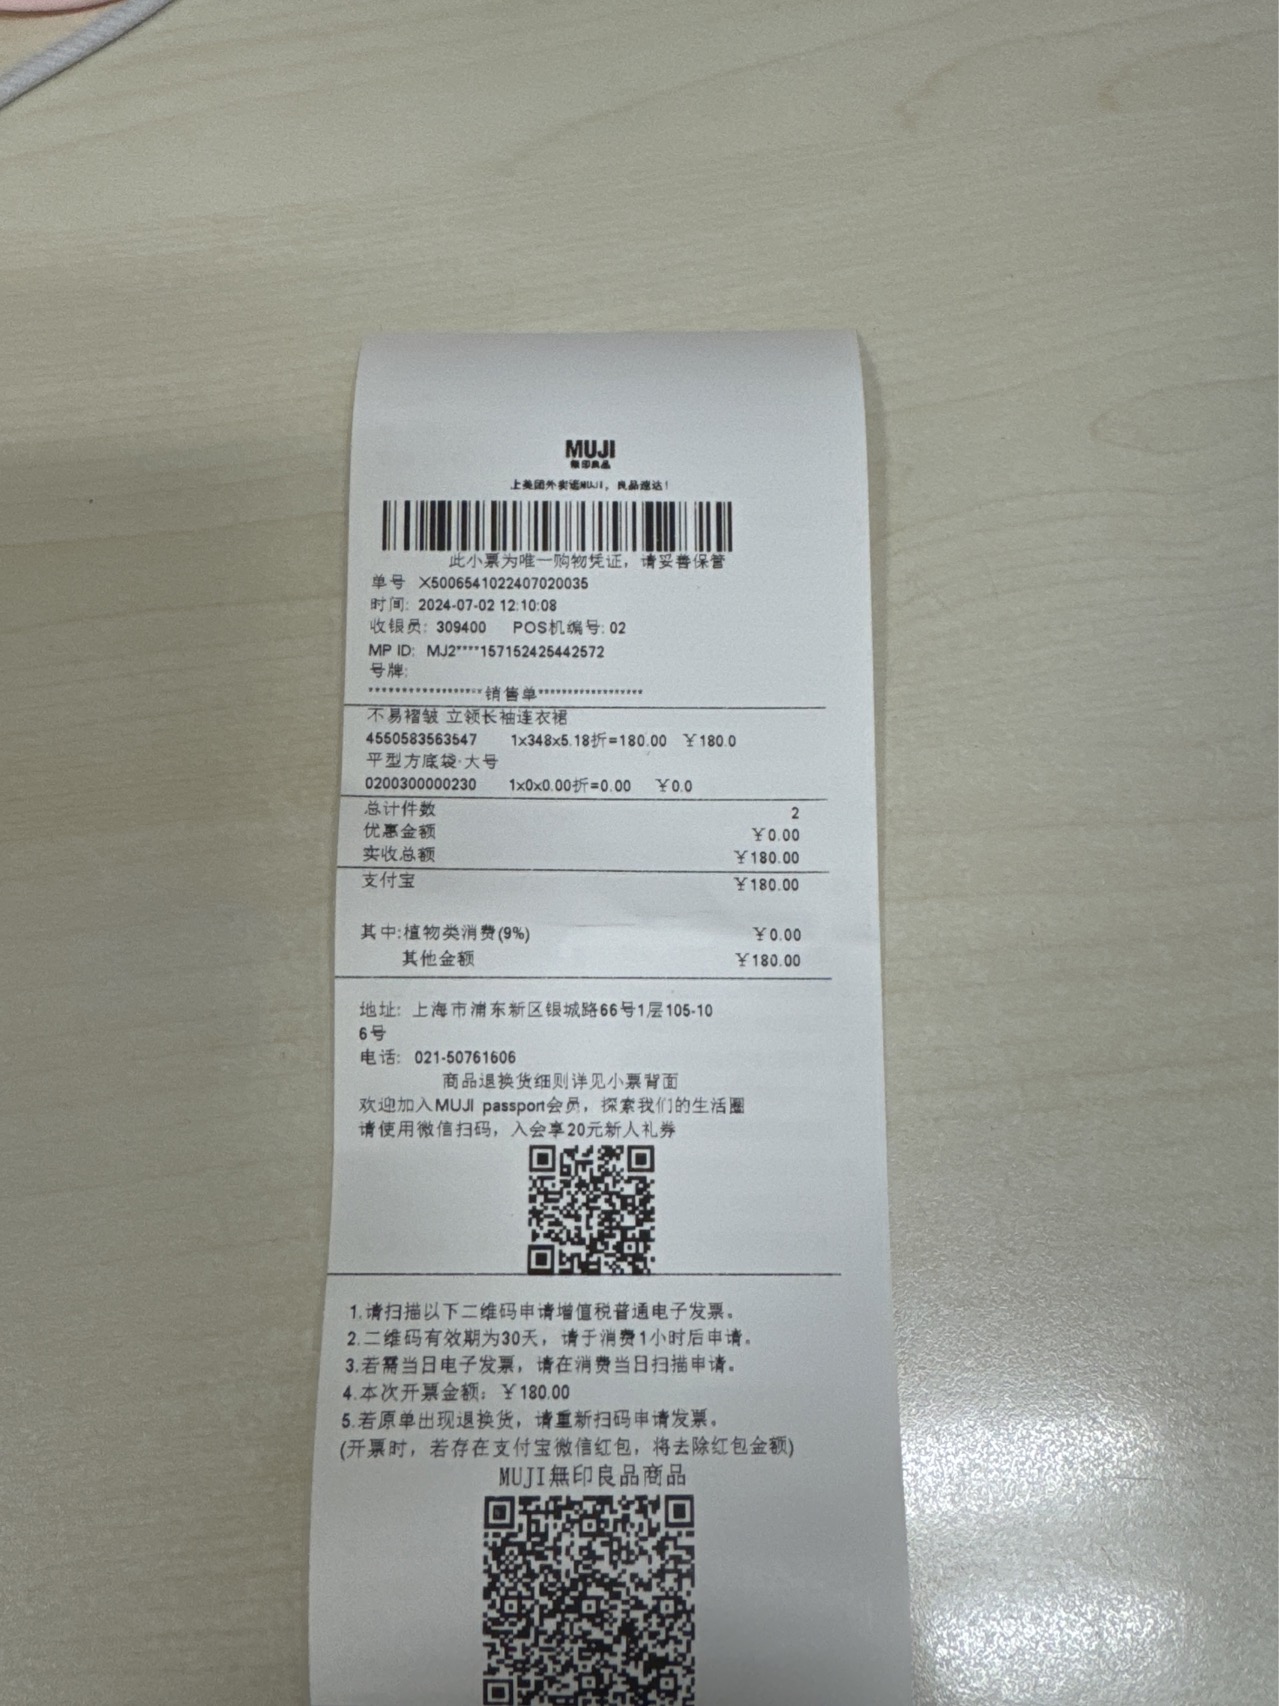 MUJI
無印良品
上美团外卖逛MUJI，良品速达！
此小票为唯一购物凭证，请妥善保管
单号 X5006541022407020035
时间: 2024-07-02 12:10:08
收银员: 309400 POS机编号: 02
MP ID: MJ2****157152425442572
号牌:
******************销售单*****************
不易褶皱 立领长袖连衣裙
4550583563547 1x348x5.18折=180.00 ￥180.0
平型方底袋·大号
0200300000230 1x0x0.00折=0.00 ￥0.0
总计件数 2
优惠金额 ￥0.00
实收总额 ￥180.00
支付宝 ￥180.00
其中:植物类消费(9%) ￥0.00
其他金额 ￥180.00
地址: 上海市浦东新区银城路66号1层105-10
6号
电话: 021-50761606
商品退换货细则详见小票背面
欢迎加入MUJI passport会员，探索我们的生活圈
请使用微信扫码，入会享20元新人礼券
1.请扫描以下二维码申请增值税普通电子发票。
2.二维码有效期为30天，请于消费1小时后申请。
3.若需当日电子发票，请在消费当日扫描申请。
4.本次开票金额：￥180.00
5.若原单出现退换货，请重新扫码申请发票。
(开票时，若存在支付宝微信红包，将去除红包金额)
MUJI無印良品商品